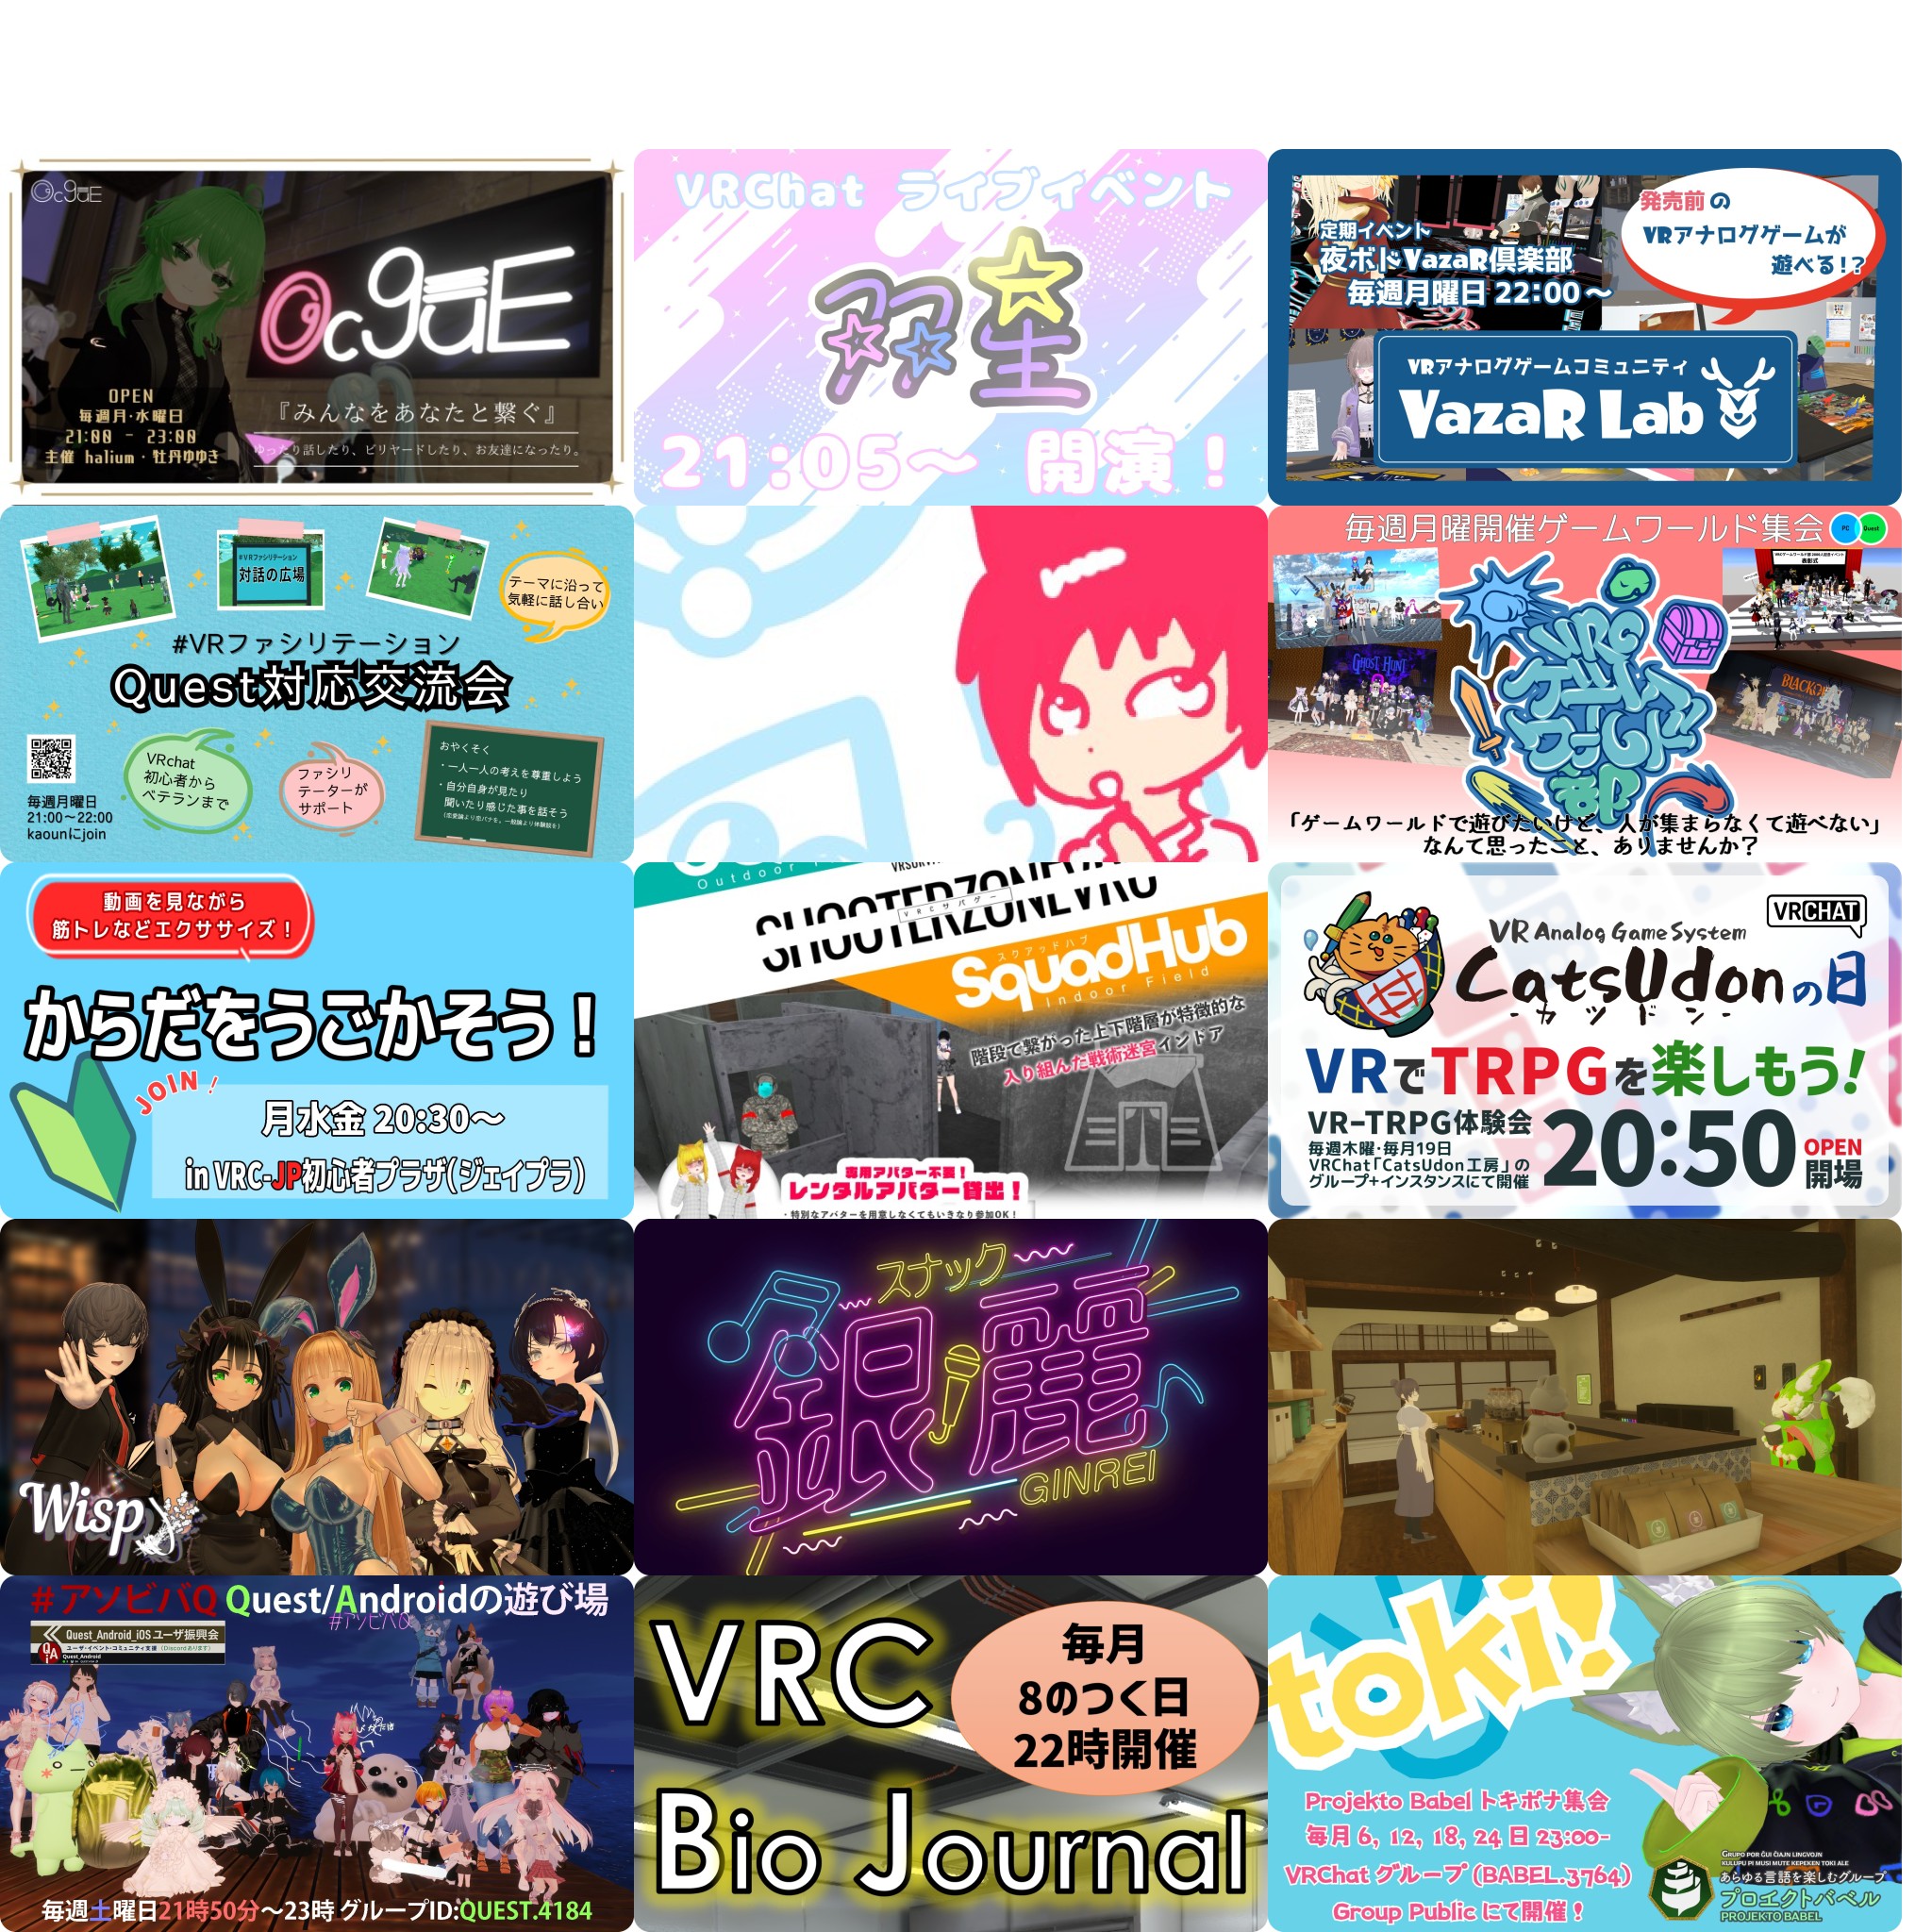 OcguE
OcguE
OPEN
毎週月・水曜日
21:00 - 23:00
主催 halium・牡丹ゆゆき
『みんなをあなたと繋ぐ』
ゆったり話したり、ビリヤードしたり、お友達になったり。
VRChat ライブイベント
双星
21:05～ 開演！
定期イベント
夜ボドVazaR倶楽部
毎週月曜日 22:00～
発売前の
VRアナログゲームが
遊べる!?
VRアナログゲームコミュニティ
VazaR Lab
#VRファシリテーション
対話の広場
テーマに沿って
気軽に話し合い
#VRファシリテーション
Quest対応交流会
VRchat
初心者から
ベテランまで
ファシリ
テーターが
サポート
おやくそく
・一人一人の考えを尊重しよう
・自分自身が見たり
聞いたり感じた事を話そう
毎週月曜日
21:00～22:00
kaounにjoin
毎週月曜開催ゲームワールド集会
PC
Quest
表彰式
GHOST HUNT
VRC
ゲーム
ワールド
部
「ゲームワールドで遊びたいけど、人が集まらなくて遊べない」
なんて思ったこと、ありませんか？
動画を見ながら
筋トレなどエクササイズ！
からだをうごかそう！
JOIN！
月水金 20:30～
in VRC-JP初心者プラザ(ジェイプラ)
Outdoor
SHOOTERZONEVRC
VRCサバゲー
スクアッドハブ
SquadHub
Indoor Field
階段で繋がった上下階層が特徴的な
入り組んだ戦術迷宮インドア
専用アバター不要！
レンタルアバター貸出！
・特別なアバターを用意しなくてもいきなり参加OK！
VRCHAT
VR Analog Game System
CatsUdonの日
-カツドン-
VRでTRPGを楽しもう!
VR-TRPG体験会
毎週木曜・毎月19日
VRChat「CatsUdon工房」の
グループ+インスタンスにて開催
20:50
OPEN
開場
Wisp
スナック
銀麗
GINREI
#アソビバQ Quest/Androidの遊び場
#アソビバQ
Quest_Android_iOS ユーザ振興会
ユーザ・イベント・コミュニティ支援 (Discordあります)
Quest_Android
毎週土曜日21時50分～23時 グループID:QUEST.4184
VRC
Bio Journal
毎月
8のつく日
22時開催
toki!
Projekto Babel トキポナ集会
毎月 6, 12, 18, 24 日 23:00-
VRChat グループ (BABEL.3764)
Group Public にて開催！
GRUPO POR ĜUI ĈIAJN LINGVOJN
KULUPU PI MUSI MUTE KEPEKEN TOKI ALE
あらゆる言語を楽しむグループ
プロエクトバベル
PROJEKTO BABEL